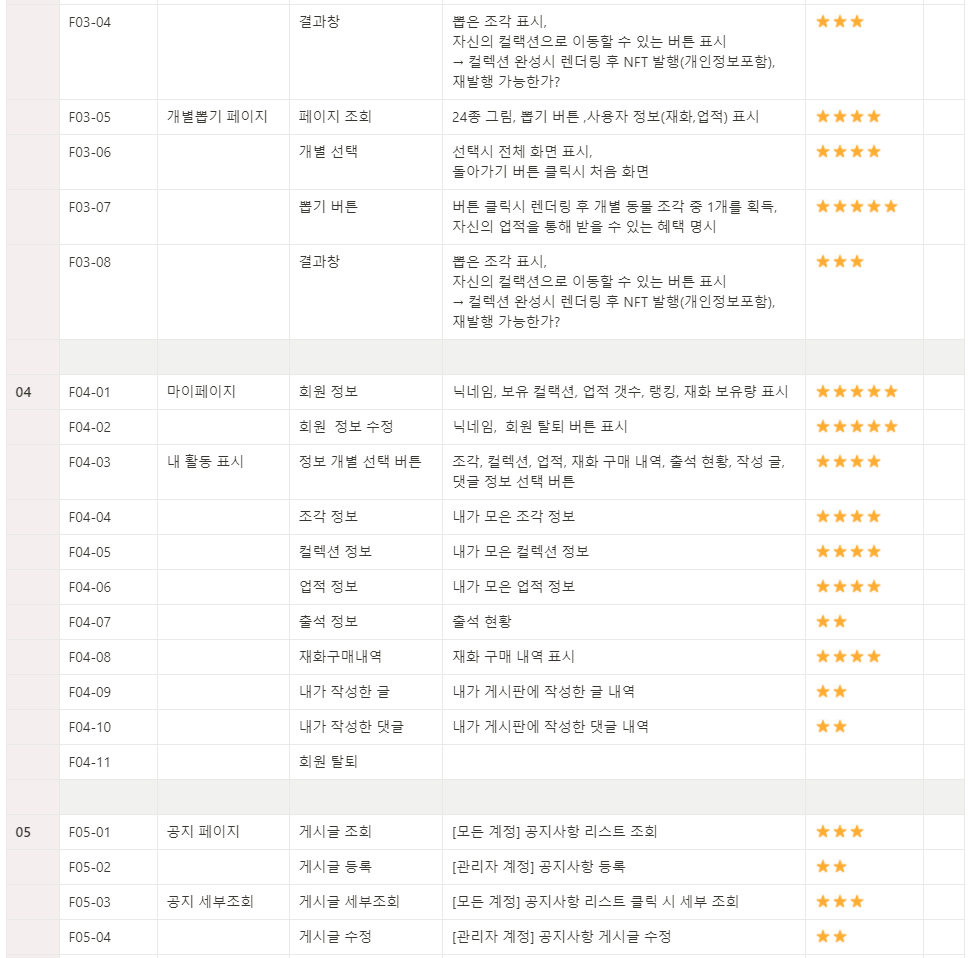 F03-04 결과창 뽑은 조각 표시, ★★★
자신의 컬랙션으로 이동할 수 있는 버튼 표시
→ 컬렉션 완성시 렌더링 후 NFT 발행(개인정보포함),
재발행 가능한가?
F03-05 개별뽑기 페이지 페이지 조회 24종 그림, 뽑기 버튼 ,사용자 정보(재화,업적) 표시 ★★★★
F03-06 개별 선택 선택시 전체 화면 표시, ★★★★
돌아가기 버튼 클릭시 처음 화면
F03-07 뽑기 버튼 버튼 클릭시 렌더링 후 개별 동물 조각 중 1개를 획득, ★★★★★
자신의 업적을 통해 받을 수 있는 혜택 명시
F03-08 결과창 뽑은 조각 표시, ★★★
자신의 컬랙션으로 이동할 수 있는 버튼 표시
→ 컬렉션 완성시 렌더링 후 NFT 발행(개인정보포함),
재발행 가능한가?
04 F04-01 마이페이지 회원 정보 닉네임, 보유 컬랙션, 업적 갯수, 랭킹, 재화 보유량 표시 ★★★★★
F04-02 회원  정보 수정 닉네임,  회원 탈퇴 버튼 표시 ★★★★★
F04-03 내 활동 표시 정보 개별 선택 버튼 조각, 컬렉션, 업적, 재화 구매 내역, 출석 현황, 작성 글, ★★★★
댓글 정보 선택 버튼
F04-04 조각 정보 내가 모은 조각 정보 ★★★★
F04-05 컬렉션 정보 내가 모은 컬렉션 정보 ★★★★
F04-06 업적 정보 내가 모은 업적 정보 ★★★★
F04-07 출석 정보 출석 현황 ★★
F04-08 재화구매내역 재화 구매 내역 표시 ★★★★
F04-09 내가 작성한 글 내가 게시판에 작성한 글 내역 ★★
F04-10 내가 작성한 댓글 내가 게시판에 작성한 댓글 내역 ★★
F04-11 회원 탈퇴
05 F05-01 공지 페이지 게시글 조회 [모든 계정] 공지사항 리스트 조회 ★★★
F05-02 게시글 등록 [관리자 계정] 공지사항 등록 ★★
F05-03 공지 세부조회 게시글 세부조회 [모든 계정] 공지사항 리스트 클릭 시 세부 조회 ★★★
F05-04 게시글 수정 [관리자 계정] 공지사항 게시글 수정 ★★